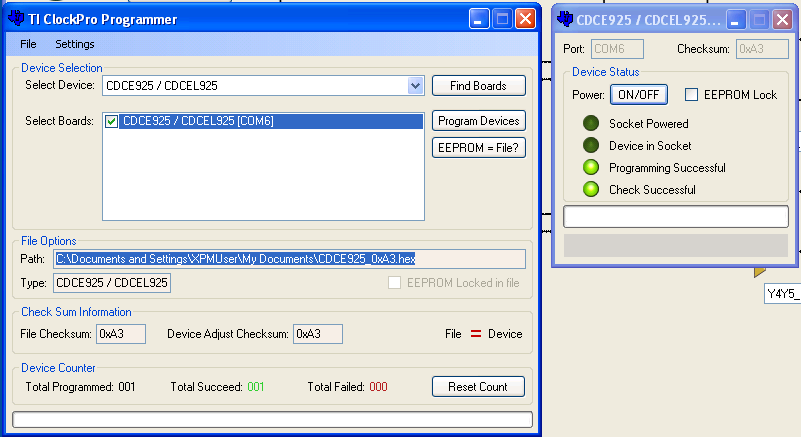 TI ClockPro Programmer
File Settings
Device Selection
Select Device: CDCE925 / CDCEL925 Find Boards
Select Boards: CDCE925 / CDCEL925 [COM6] Program Devices
EEPROM = File?
File Options
Path: C:\Documents and Settings\XPMUser\My Documents\CDCE925_0xA3.hex
Type: CDCE925 / CDCEL925 EEPROM Locked in file
Check Sum Information
File Checksum: 0xA3 Device Adjust Checksum: 0xA3 File = Device
Device Counter
Total Programmed: 001 Total Succeed: 001 Total Failed: 000 Reset Count
CDCE925 / CDCEL925...
Port: COM6 Checksum: 0xA3
Device Status
Power: ON/OFF EEPROM Lock
Socket Powered
Device in Socket
Programming Successful
Check Successful
Y4Y5_